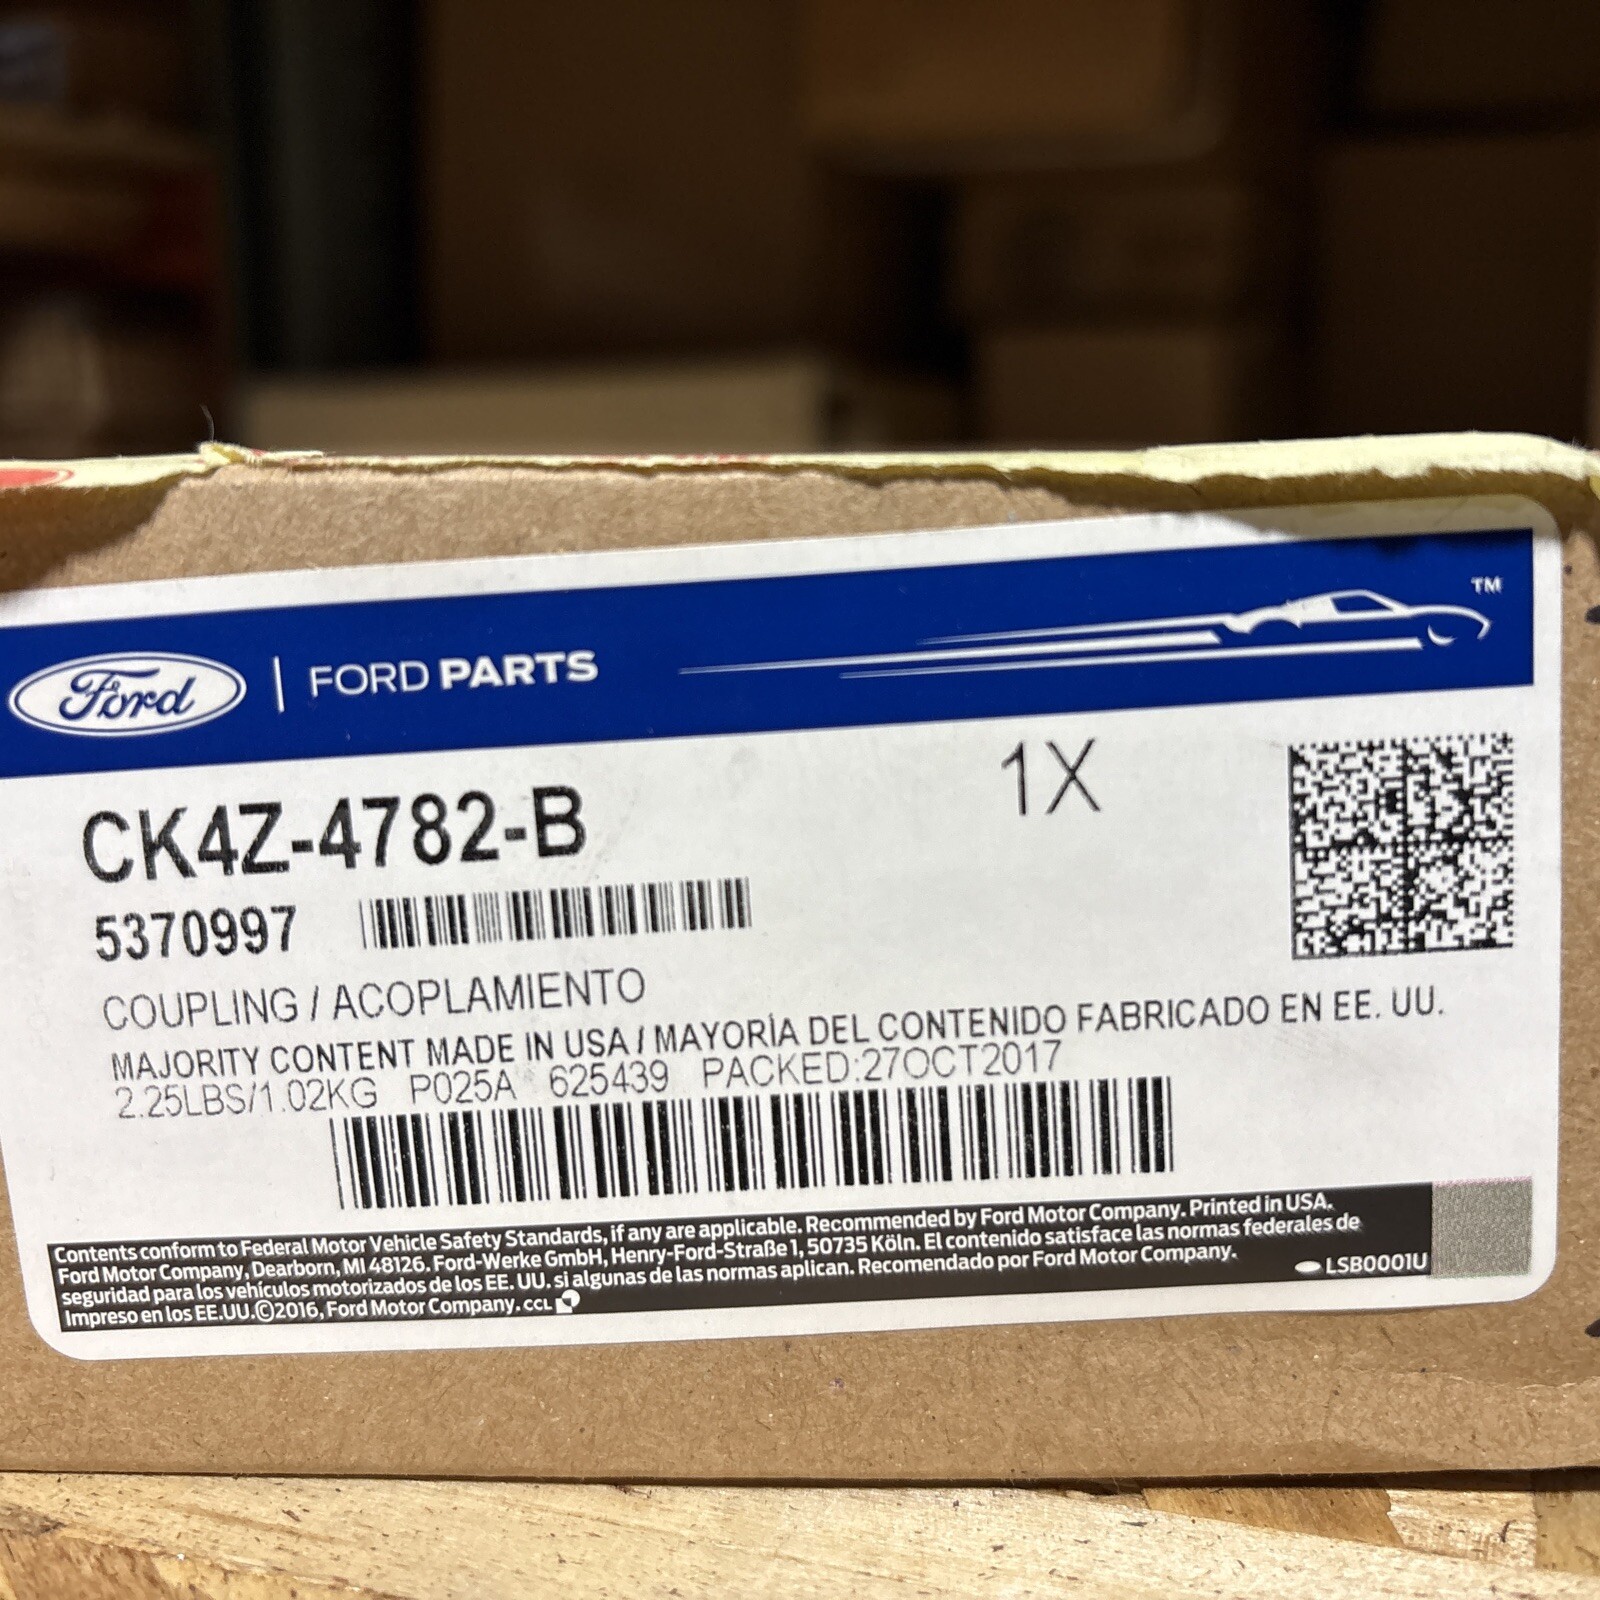 Ford | FORD PARTS
TM
CK4Z-4782-B
1X
5370997
COUPLING / ACOPLAMIENTO
MAJORITY CONTENT MADE IN USA / MAYORÍA DEL CONTENIDO FABRICADO EN EE. UU.
2.25LBS/1.02KG P025A 625439 PACKED:27OCT2017
Contents conform to Federal Motor Vehicle Safety Standards, if any are applicable. Recommended by Ford Motor Company. Printed in USA.
Ford Motor Company, Dearborn, MI 48126. Ford-Werke GmbH, Henry-Ford-Straße 1, 50735 Köln. El contenido satisface las normas federales de
seguridad para los vehículos motorizados de los EE. UU. si algunas de las normas aplican. Recomendado por Ford Motor Company.
Impreso en los EE.UU.©2016, Ford Motor Company. CCL
LSB0001U